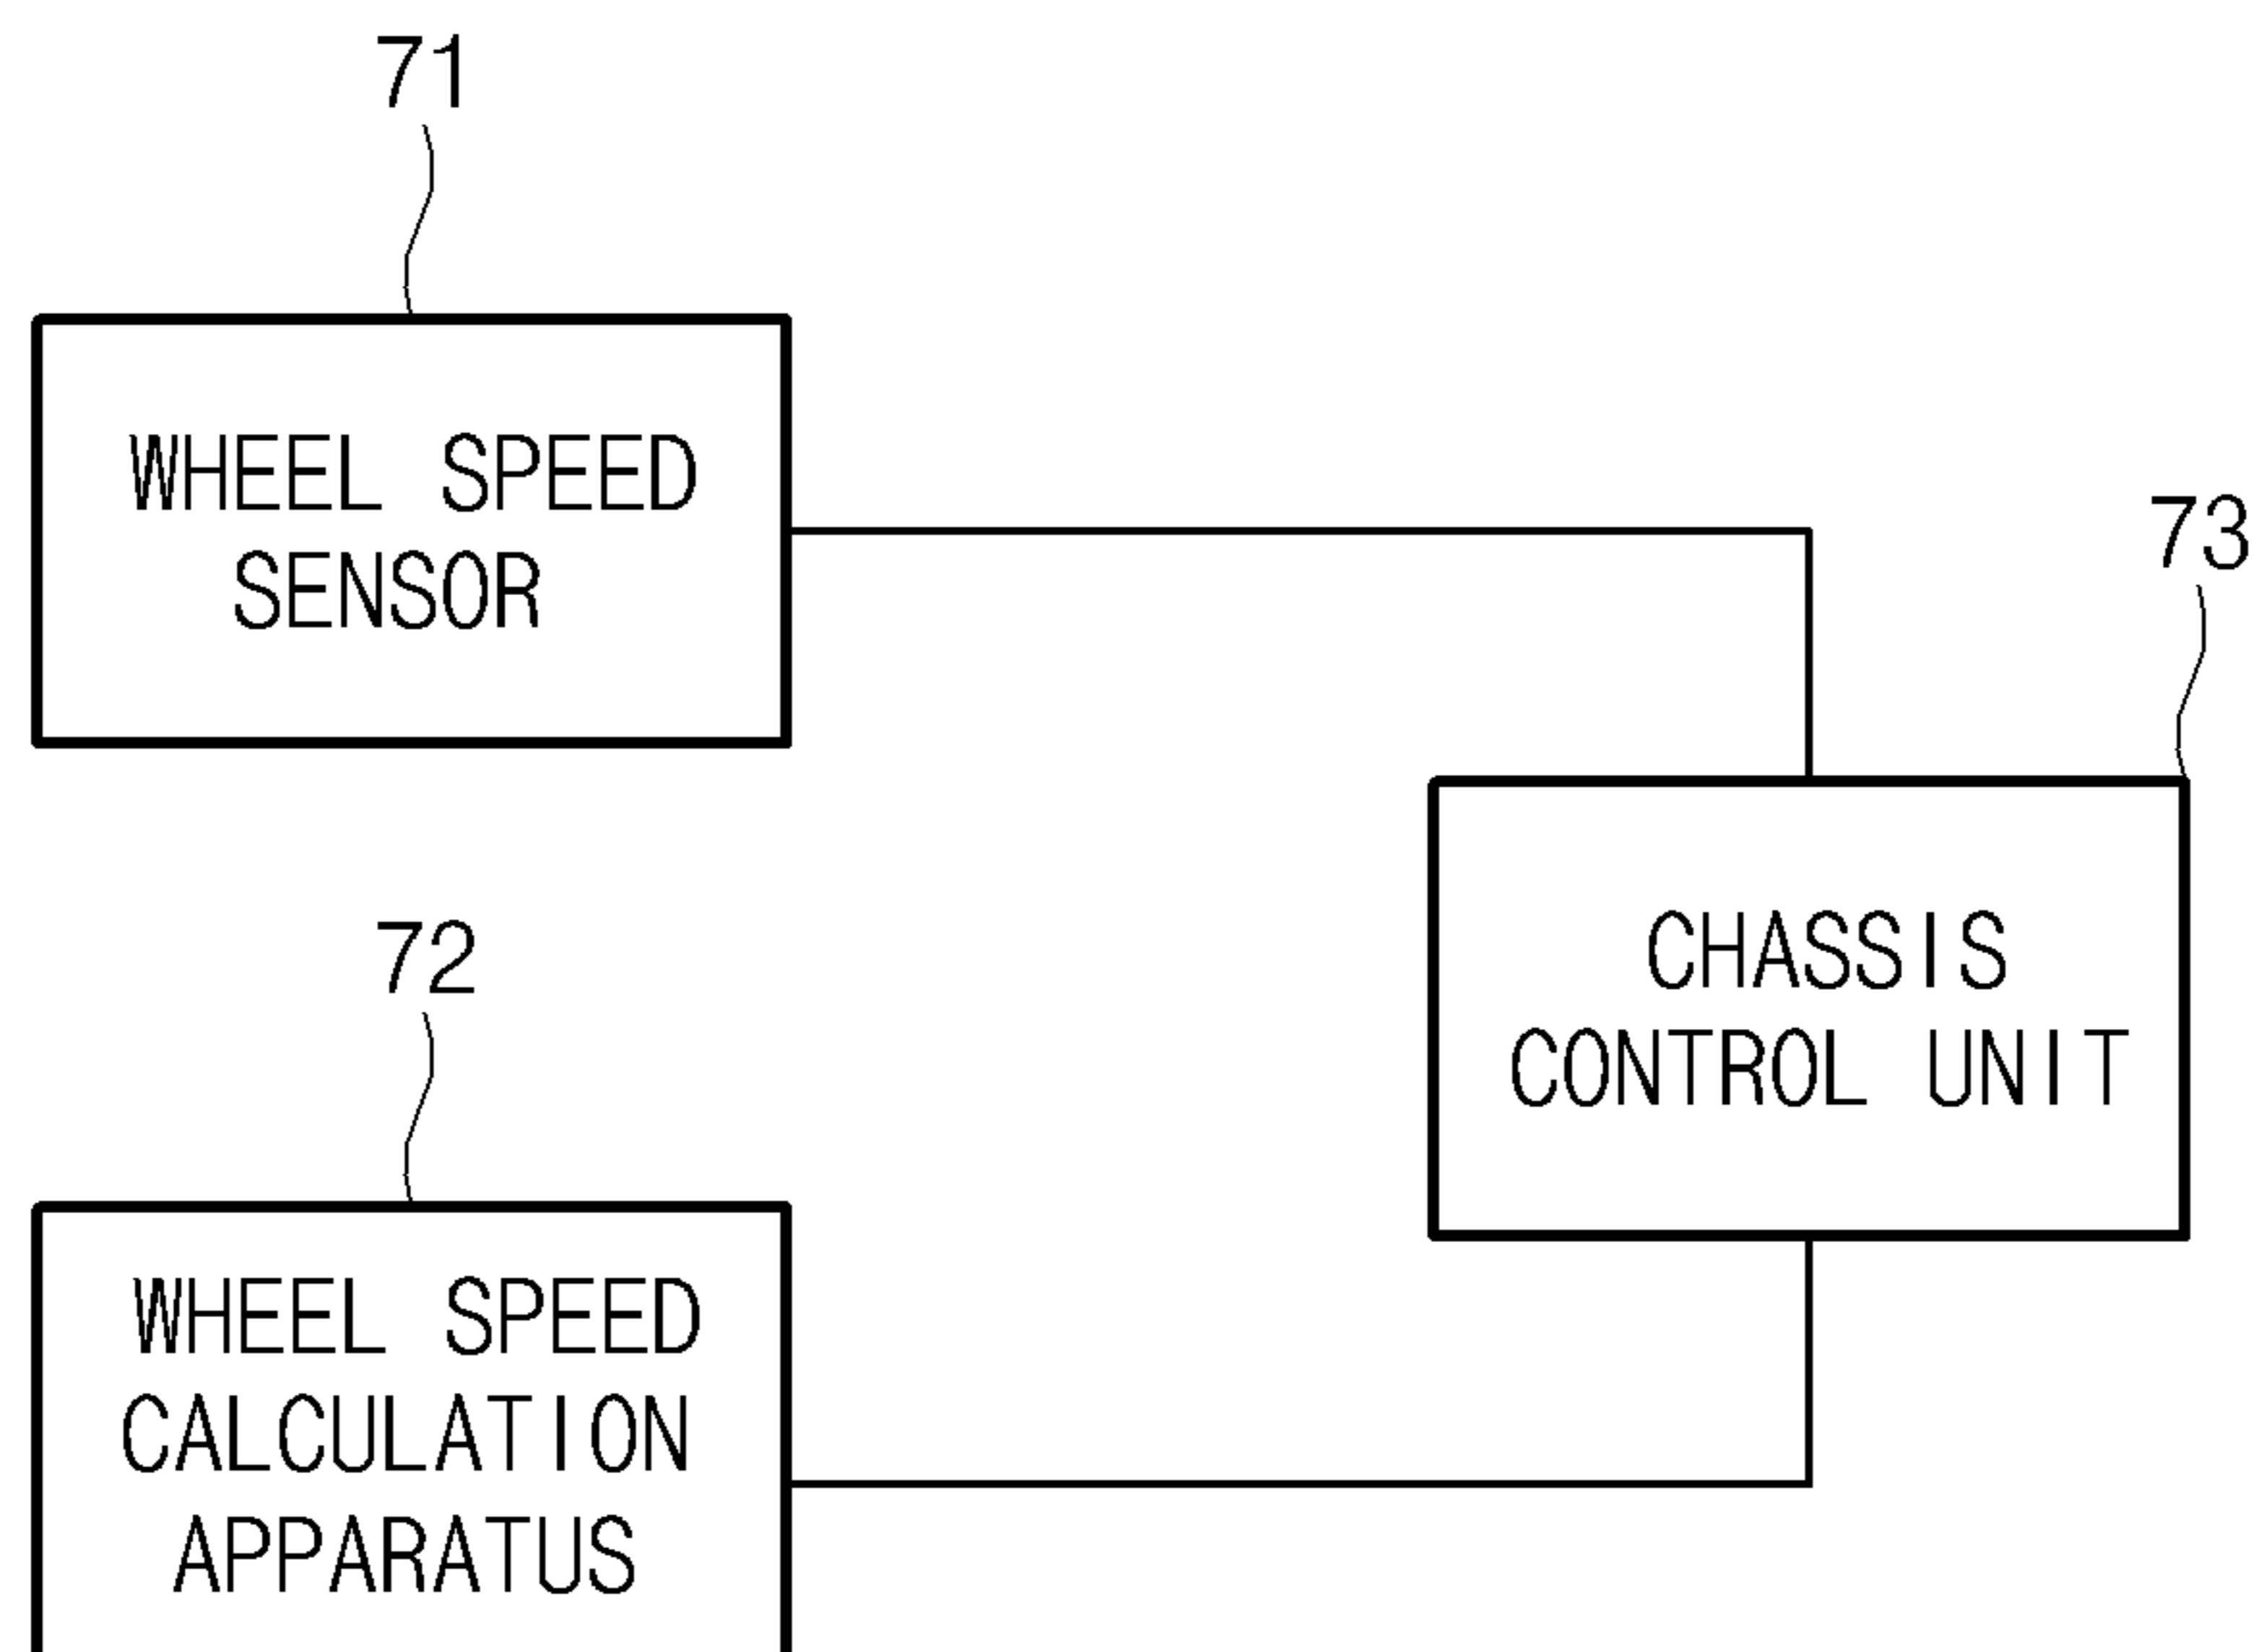 71
WHEEL SPEED
SENSOR
73
CHASSIS
CONTROL UNIT
72
WHEEL SPEED
CALCULATION
APPARATUS